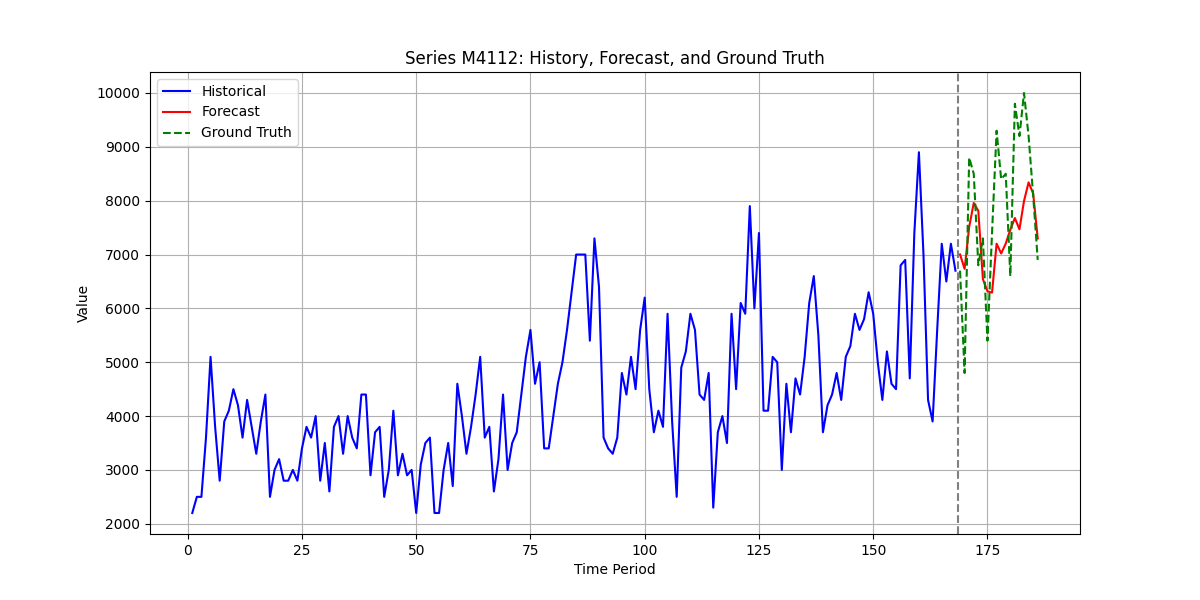 Series M4112: History, Forecast, and Ground Truth
Historical
Forecast
Ground Truth
10000
9000
8000
7000
6000
5000
4000
3000
2000
Value
0 25 50 75 100 125 150 175
Time Period